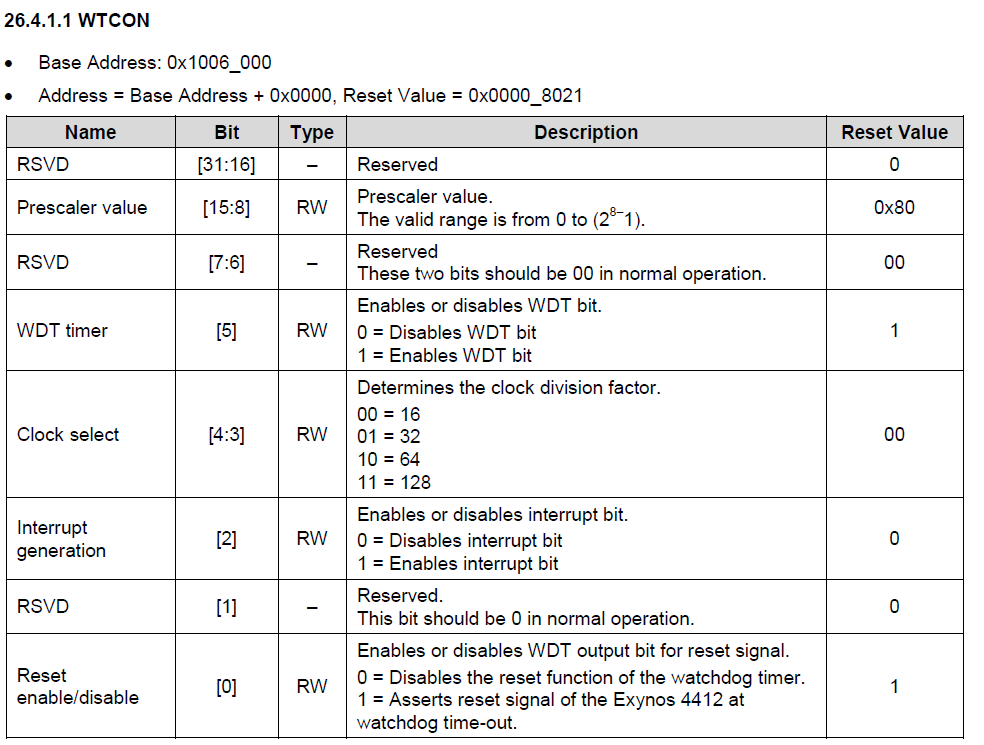 26.4.1.1 WTCON
• Base Address: 0x1006_000
• Address = Base Address + 0x0000, Reset Value = 0x0000_8021
Name Bit Type Description Reset Value
RSVD [31:16] – Reserved 0
Prescaler value [15:8] RW Prescaler value.
The valid range is from 0 to (2⁸⁻1). 0x80
RSVD [7:6] – Reserved
These two bits should be 00 in normal operation. 00
WDT timer [5] RW Enables or disables WDT bit.
0 = Disables WDT bit
1 = Enables WDT bit 1
Clock select [4:3] RW Determines the clock division factor.
00 = 16
01 = 32
10 = 64
11 = 128 00
Interrupt
generation [2] RW Enables or disables interrupt bit.
0 = Disables interrupt bit
1 = Enables interrupt bit 0
RSVD [1] – Reserved.
This bit should be 0 in normal operation. 0
Reset
enable/disable [0] RW Enables or disables WDT output bit for reset signal.
0 = Disables the reset function of the watchdog timer.
1 = Asserts reset signal of the Exynos 4412 at
watchdog time-out. 1